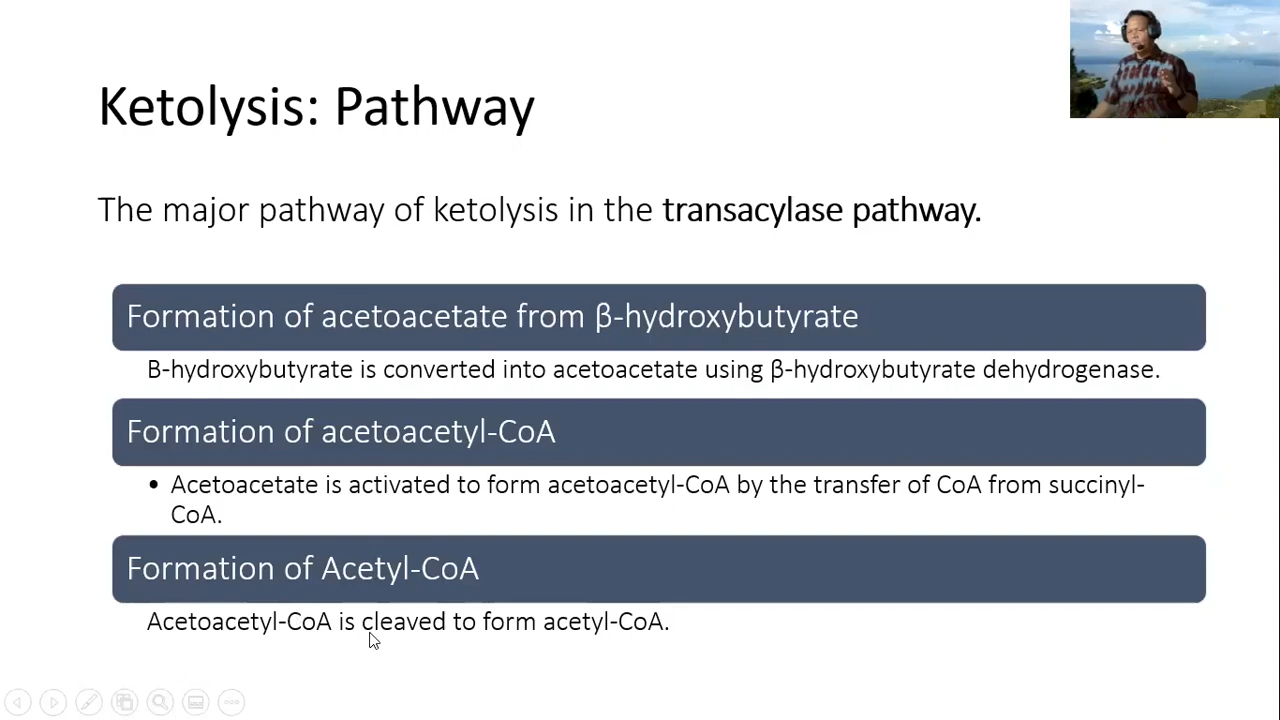 Ketolysis: Pathway
The major pathway of ketolysis in the transacylase pathway.
Formation of acetoacetate from β-hydroxybutyrate
B-hydroxybutyrate is converted into acetoacetate using β-hydroxybutyrate dehydrogenase.
Formation of acetoacetyl-CoA
• Acetoacetate is activated to form acetoacetyl-CoA by the transfer of CoA from succinyl-
CoA.
Formation of Acetyl-CoA
Acetoacetyl-CoA is cleaved to form acetyl-CoA.